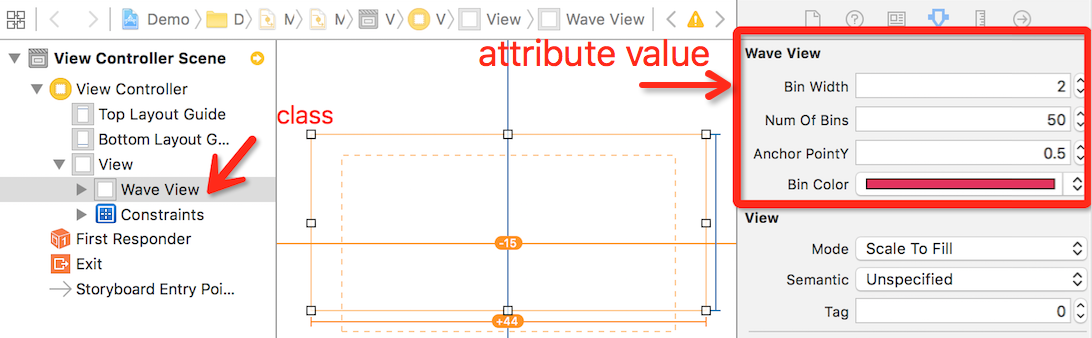 Demo D M M V V View Wave View
attribute value
View Controller Scene
View Controller
Top Layout Guide
Bottom Layout G...
View
Wave View
Constraints
First Responder
Exit
Storyboard Entry Poi...
class
-15
+44
Wave View
Bin Width 2
Num Of Bins 50
Anchor PointY 0.5
Bin Color
View
Mode Scale To Fill
Semantic Unspecified
Tag 0